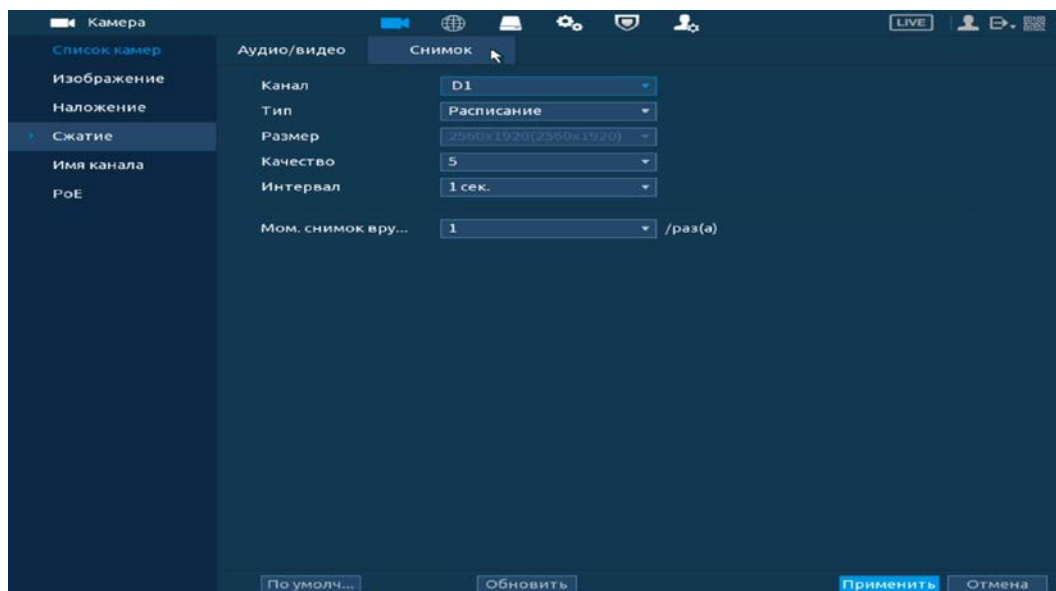 Камера LIVE
Список камер Аудио/видео Снимок
Изображение Канал D1
Наложение Тип Расписание
Сжатие Размер 2560x1920(2560x1920)
Имя канала Качество 5
PoE Интервал 1 сек.
Мом. снимок вру... 1 /раз(а)
По умолч... Обновить Применить Отмена